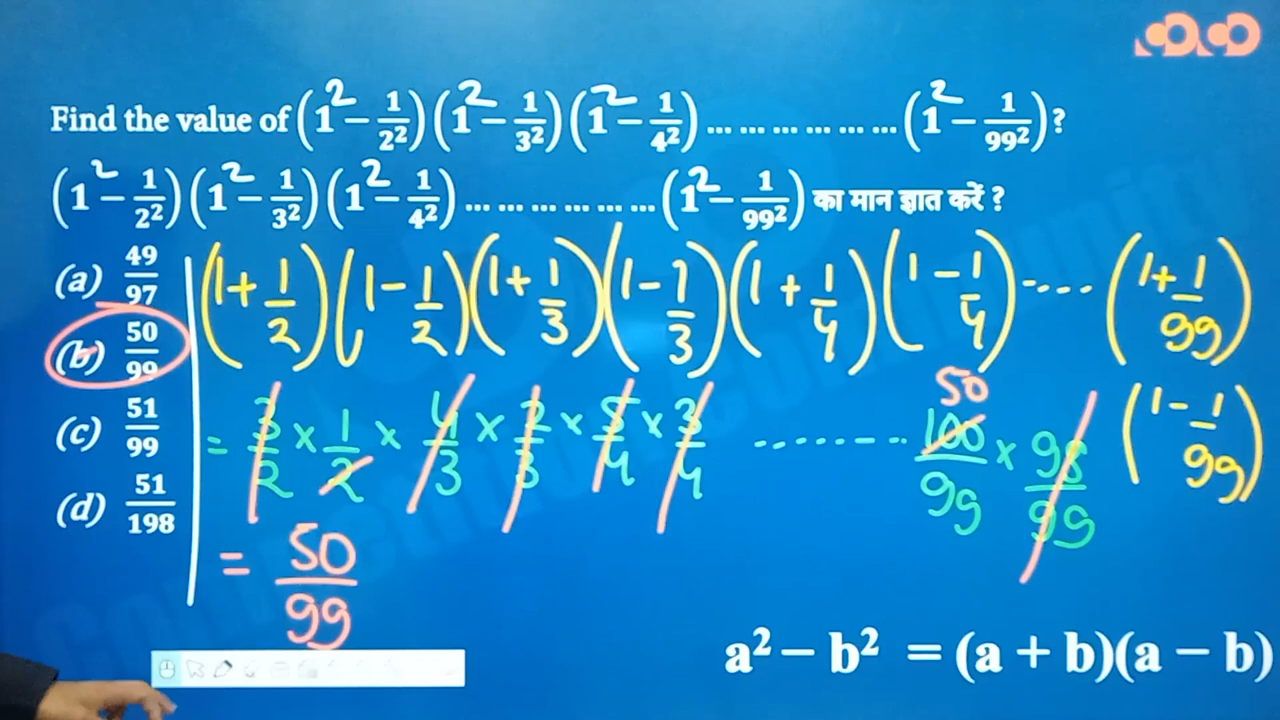 Find the value of (1² − 1/2²)(1² − 1/3²)(1² − 1/4²) ... ... ... ... ... ... (1² − 1/99²)?
(1² − 1/2²)(1² − 1/3²)(1² − 1/4²) ... ... ... ... ... ... (1² − 1/99²) का मान ज्ञात करें ?
(a) 49/97
(b) 50/99
(c) 51/99
(d) 51/198
(1 + 1/2)(1 − 1/2)(1 + 1/3)(1 − 1/3)(1 + 1/4)(1 − 1/4) ---- (1 + 1/99)
(1 − 1/99)
= 3/2 × 1/2 × 4/3 × 2/3 × 5/4 × 3/4 -------- 100/99 × 98/99
50
= 50/99
a² − b² = (a + b)(a − b)